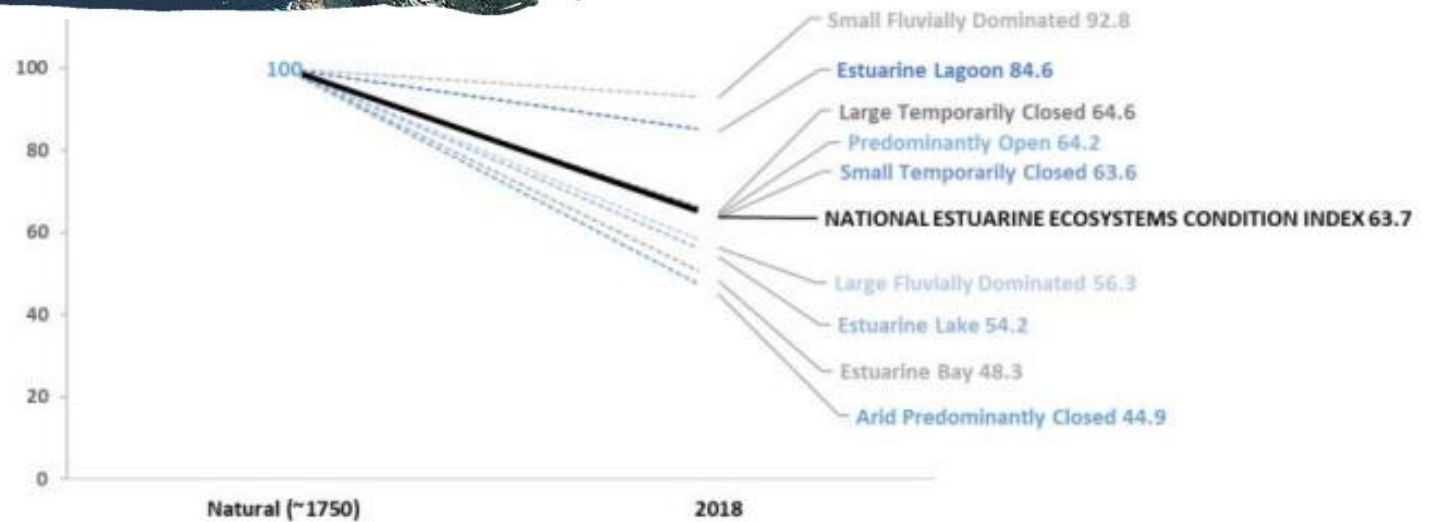 Small Fluvially Dominated 92.8
100
100
Estuarine Lagoon 84.6
Large Temporarily Closed 64.6
80
Predominantly Open 64.2
Small Temporarily Closed 63.6
NATIONAL ESTUARINE ECOSYSTEMS CONDITION INDEX 63.7
60
Large Fluvially Dominated 56.3
40
Estuarine Lake 54.2
Estuarine Bay 48.3
20
Arid Predominantly Closed 44.9
0
Natural (~1750)
2018